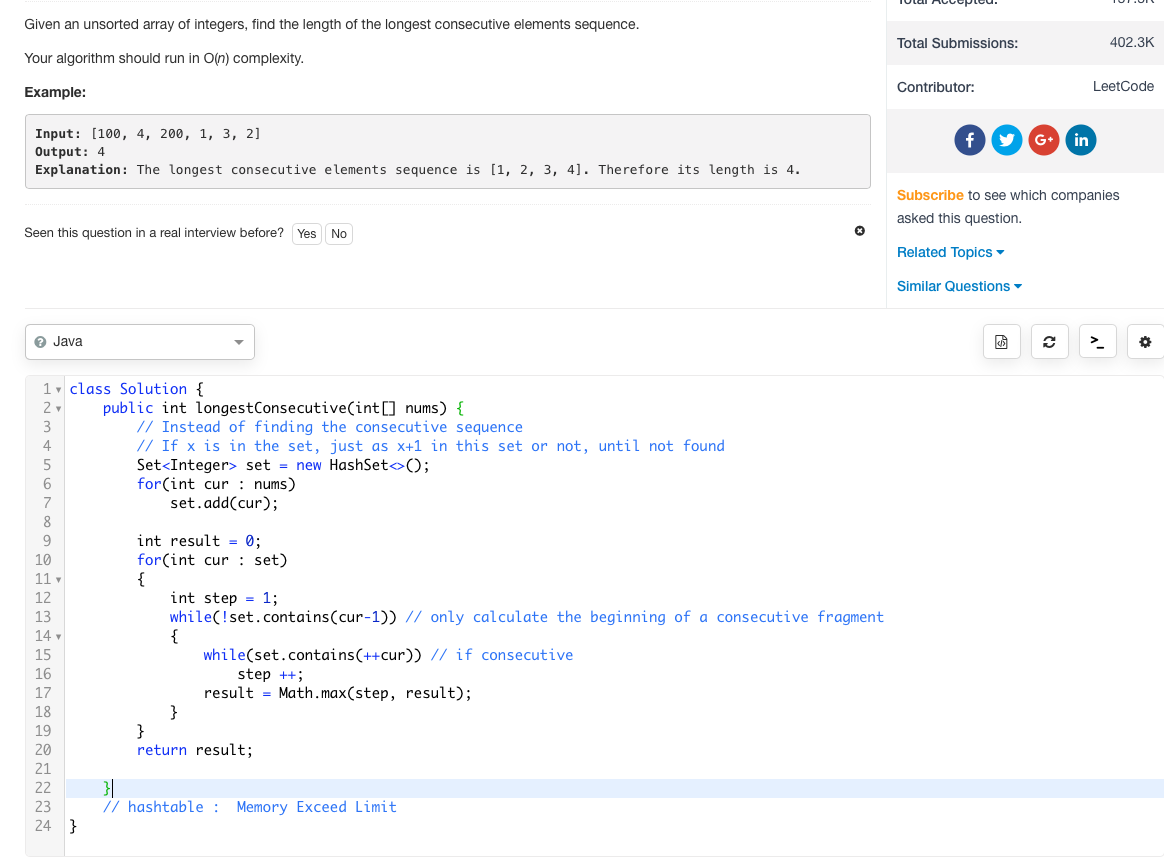 Given an unsorted array of integers, find the length of the longest consecutive elements sequence.
Your algorithm should run in O(n) complexity.
Example:
Input: [100, 4, 200, 1, 3, 2]
Output: 4
Explanation: The longest consecutive elements sequence is [1, 2, 3, 4]. Therefore its length is 4.
Seen this question in a real interview before? Yes No
Total Accepted:
Total Submissions: 402.3K
Contributor: LeetCode
f G+ in
Subscribe to see which companies
asked this question.
Related Topics
Similar Questions
? Java
>_
1 class Solution {
2     public int longestConsecutive(int[] nums) {
3         // Instead of finding the consecutive sequence
4         // If x is in the set, just as x+1 in this set or not, until not found
5         Set<Integer> set = new HashSet<>();
6         for(int cur : nums)
7             set.add(cur);
8
9         int result = 0;
10         for(int cur : set)
11         {
12             int step = 1;
13             while(!set.contains(cur-1)) // only calculate the beginning of a consecutive fragment
14             {
15                 while(set.contains(++cur)) // if consecutive
16                     step ++;
17                 result = Math.max(step, result);
18             }
19         }
20         return result;
21
22     }
23     // hashtable :  Memory Exceed Limit
24 }